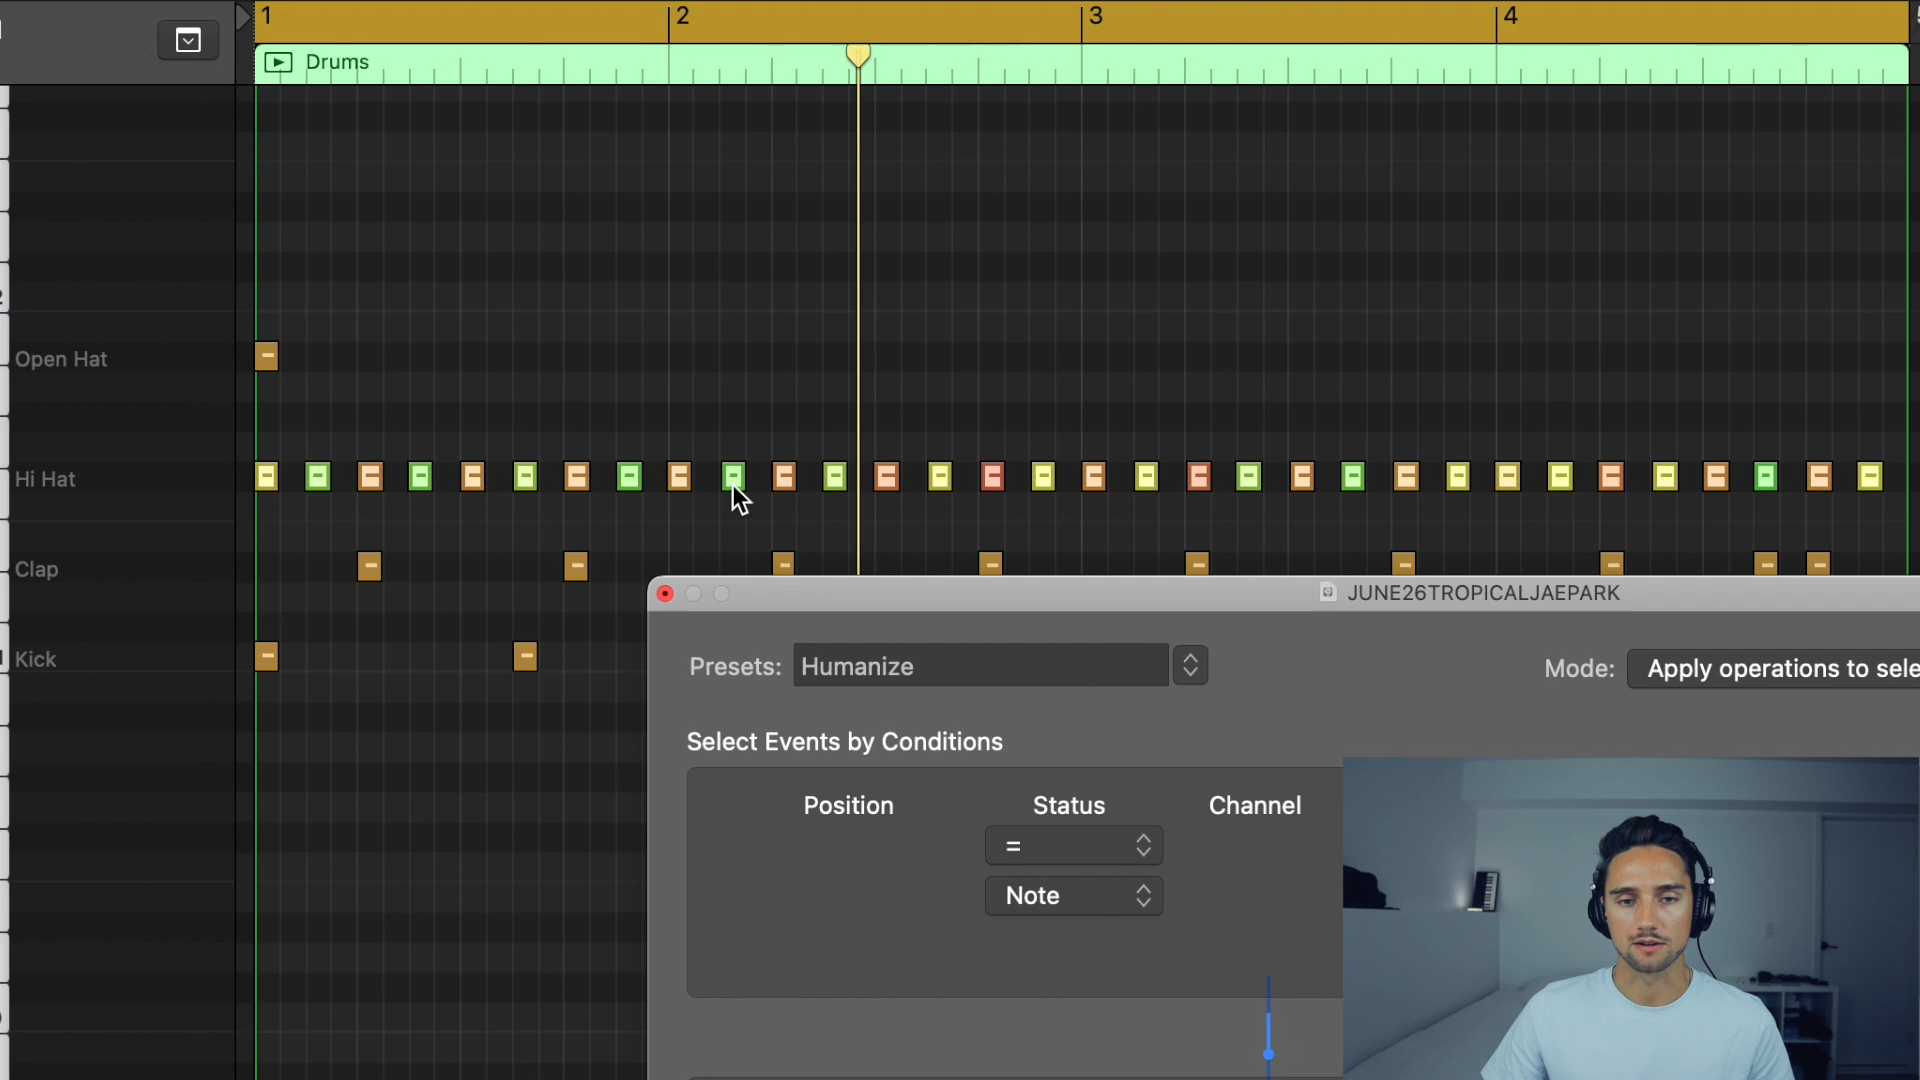 1
2
3
4
Drums
Open Hat
Hi Hat
Clap
Kick
JUNE26TROPICALJAEPARK
Presets:
Humanize
Mode:
Apply operations to sele
Select Events by Conditions
Position
Status
Channel
=
Note